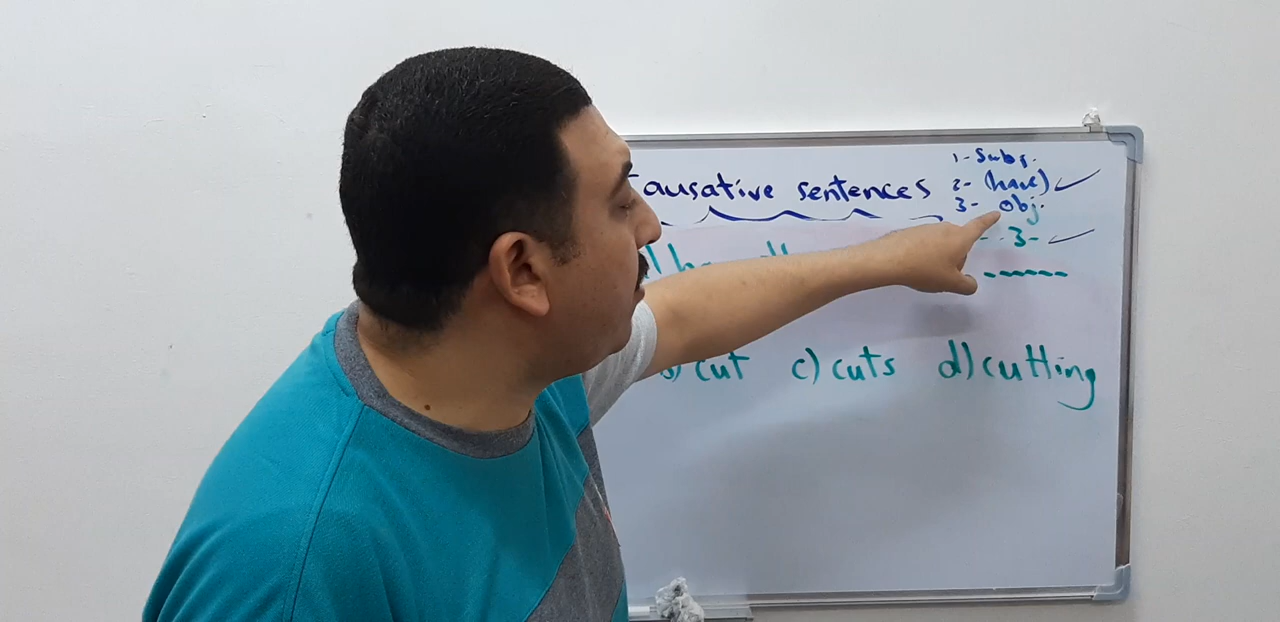 ausative sentences
1- Subj.
2- (have) ✓
3- Obj.
- 3- ✓
cut c) cuts d) cutting